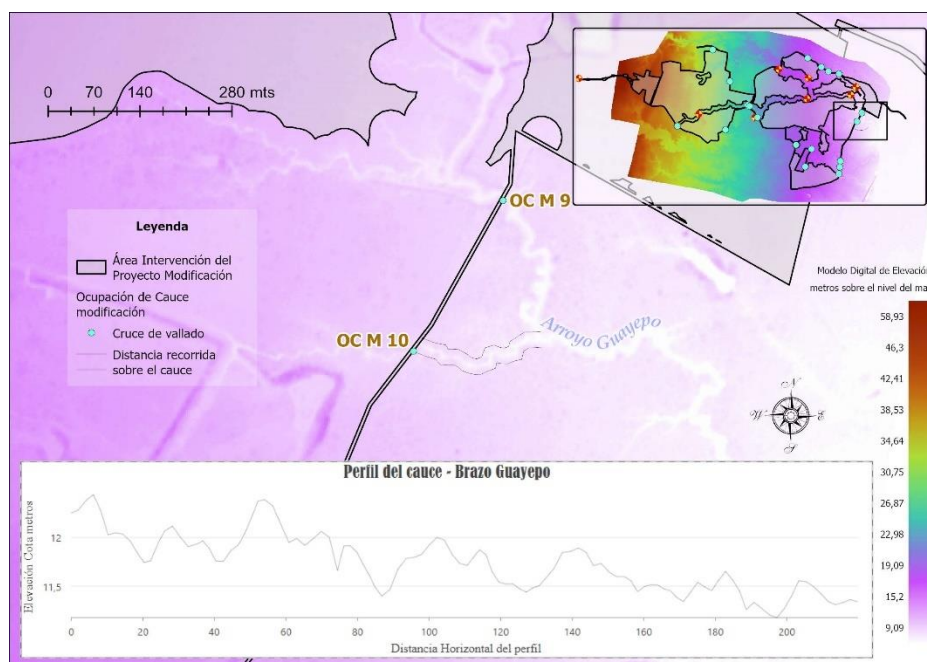 0 70 140 280 mts
OC M 9
Leyenda
Área Intervención del
Proyecto Modificación
Ocupación de Cauce
modificación
Cruce de vallado
Distancia recorrida
sobre el cauce
OC M 10
Arroyo Guayepo
Modelo Digital de Elevación
metros sobre el nivel del ma
58,93
46,3
42,41
38,53
34,64
30,75
26,87
22,98
19,09
15,2
9,09
N
W E
S
Perfil del cauce - Brazo Guayepo
Elevación Cota metros
12
11,5
0 20 40 60 80 100 120 140 160 180 200
Distancia Horizontal del perfil